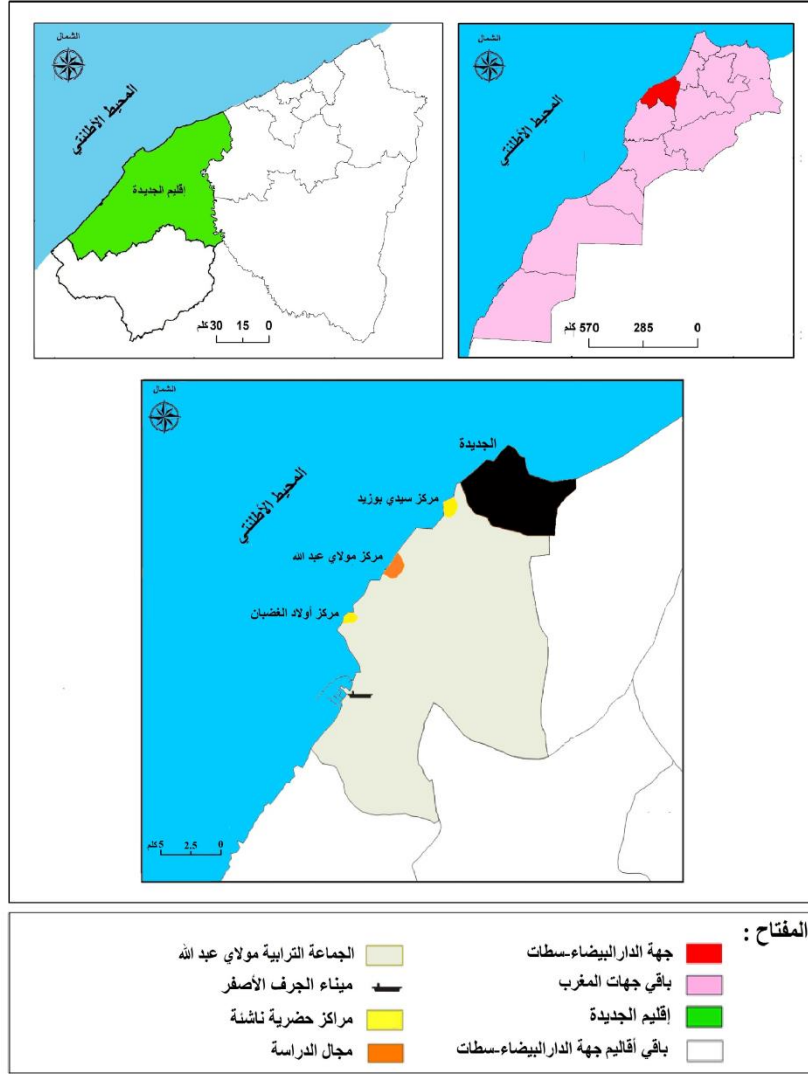 الشمال
المحيط الأطلنتي
570 285 0 كلم
الشمال
المحيط الأطلنتي
إقليم الجديدة
30 15 0 كلم
الشمال
المحيط الأطلنتي
الجديدة
مركز سيدي بوزيد
مركز مولاي عبد الله
مركز أولاد الغضبان
5 2.5 0 كلم
المفتاح :
جهة الدارالبيضاء-سطات
باقي جهات المغرب
إقليم الجديدة
باقي أقاليم جهة الدارالبيضاء-سطات
الجماعة الترابية مولاي عبد الله
ميناء الجرف الأصفر
مراكز حضرية ناشئة
مجال الدراسة